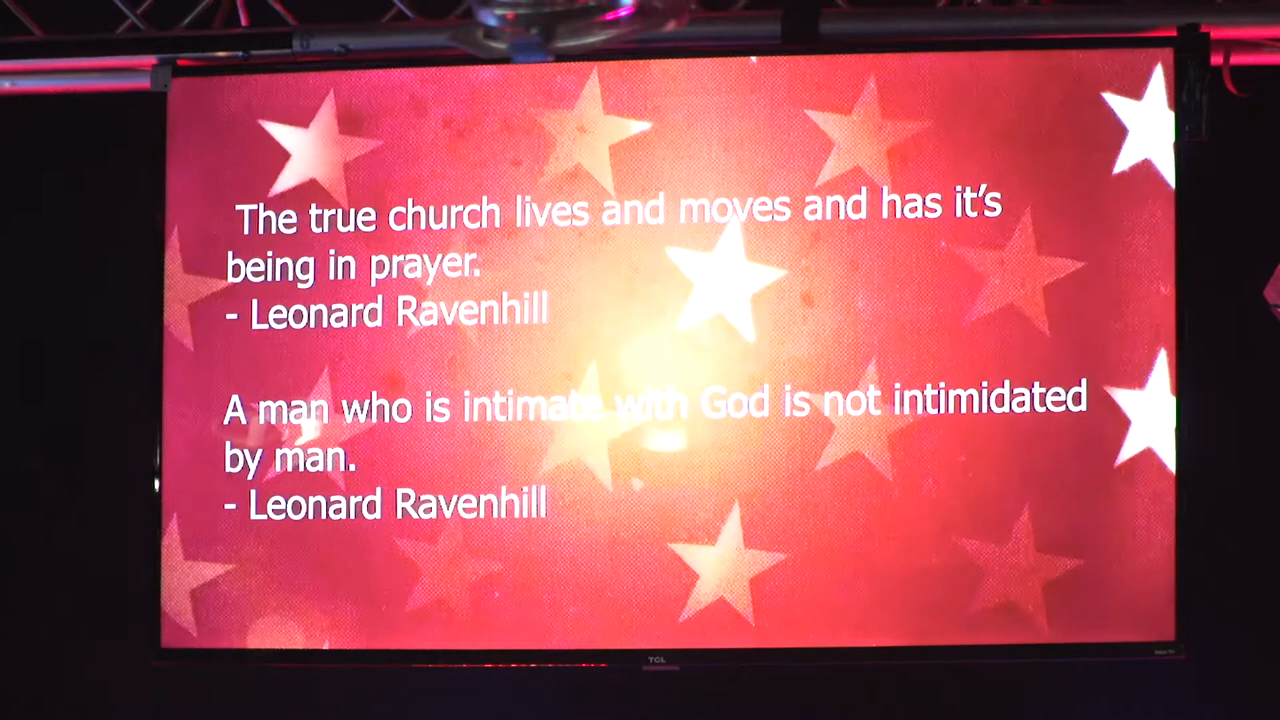 The true church lives and moves and has it’s
being in prayer.
- Leonard Ravenhill
A man who is intimate with God is not intimidated
by man.
- Leonard Ravenhill
TCL